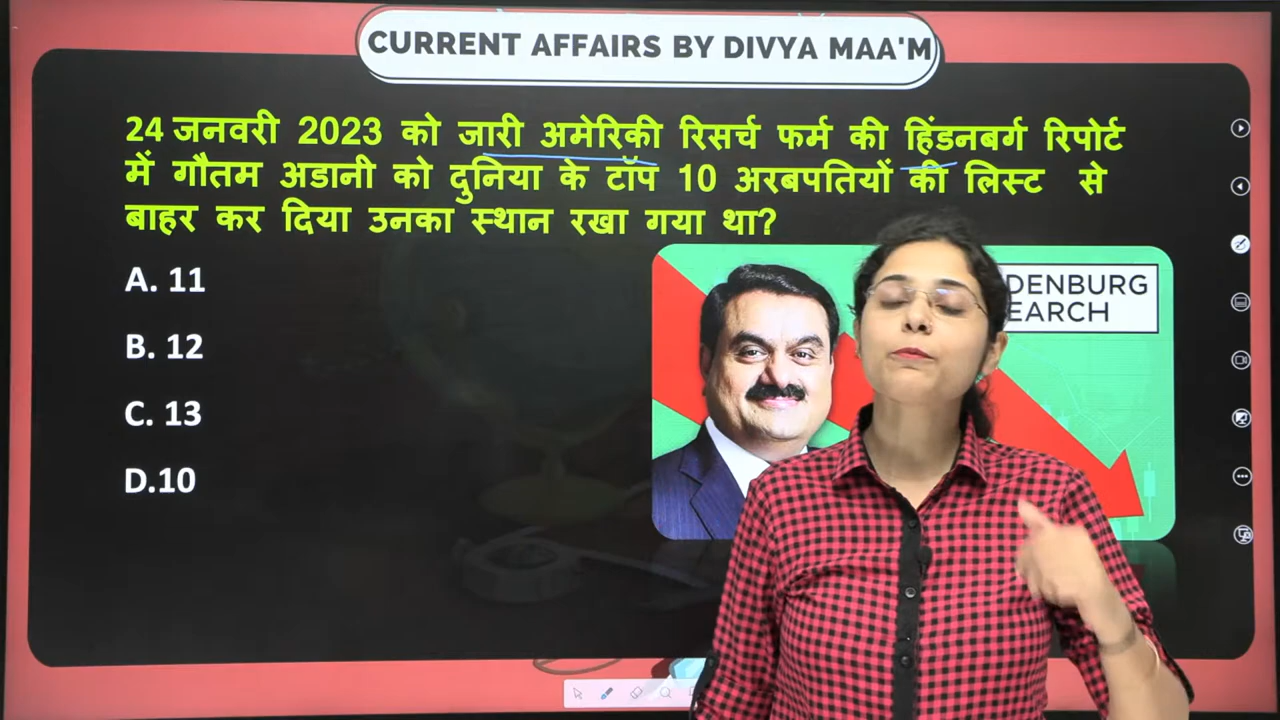 CURRENT AFFAIRS BY DIVYA MAA'M
24 जनवरी 2023 को जारी अमेरिकी रिसर्च फर्म की हिंडनबर्ग रिपोर्ट
में गौतम अडानी को दुनिया के टॉप 10 अरबपतियों की लिस्ट से
बाहर कर दिया उनका स्थान रखा गया था?
A. 11
B. 12
C. 13
D.10
DENBURG
EARCH